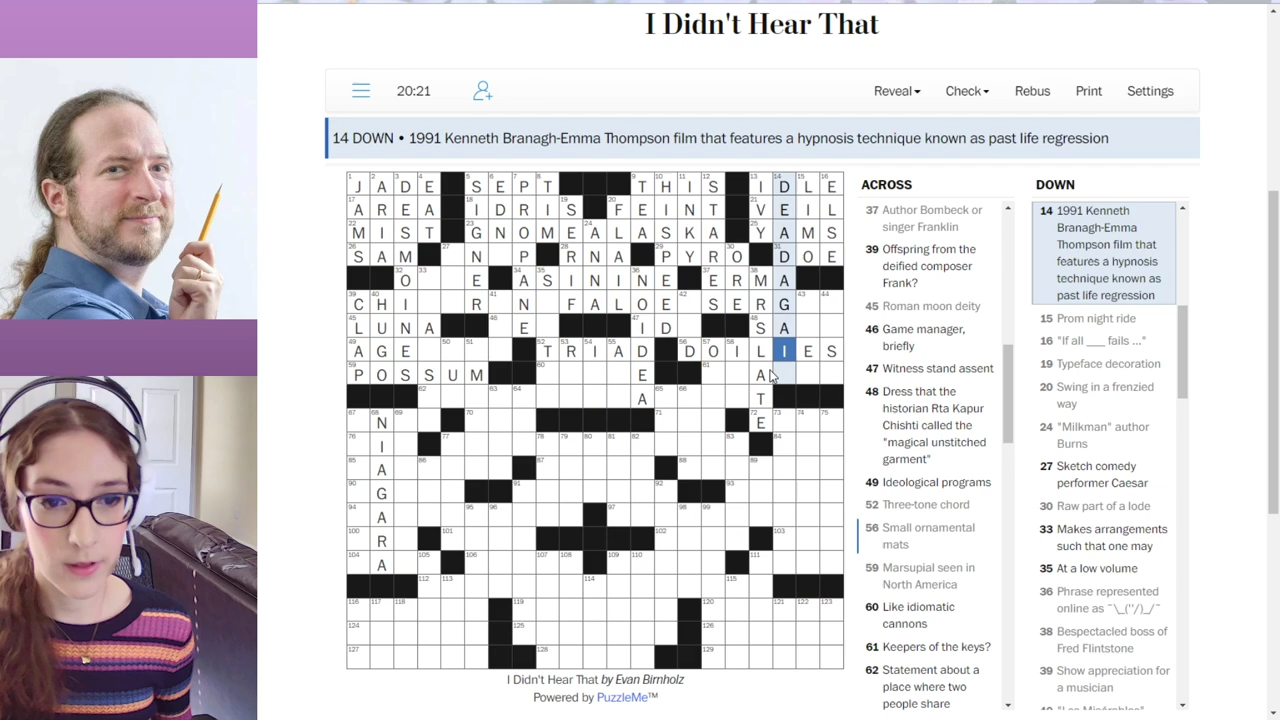 I Didn't Hear That
20:21
Reveal
Check
Rebus
Print
Settings
14 DOWN • 1991 Kenneth Branagh-Emma Thompson film that features a hypnosis technique known as past life regression
J A D E S E P T T H I S I D L E
A R E A I D R I S F E I N T V E I L
M I S T G N O M E A L A S K A Y A M S
S A M N P R N A P Y R O D O E
O E A S I N I N E E R M A
C H I R N F A L O E S E R G
L U N A E I D S A
A G E T R I A D D O I L I E S
P O S S U M E A
A T
N E
I
A
G
A
R
A
I Didn't Hear That by Evan Birnholz
Powered by PuzzleMe™
ACROSS
37 Author Bombeck or
singer Franklin
39 Offspring from the
deified composer
Frank?
45 Roman moon deity
46 Game manager,
briefly
47 Witness stand assent
48 Dress that the
historian Rta Kapur
Chishti called the
"magical unstitched
garment"
49 Ideological programs
52 Three-tone chord
56 Small ornamental
mats
59 Marsupial seen in
North America
60 Like idiomatic
cannons
61 Keepers of the keys?
62 Statement about a
place where two
people share
DOWN
14 1991 Kenneth
Branagh-Emma
Thompson film that
features a hypnosis
technique known as
past life regression
15 Prom night ride
16 "If all ___ fails ..."
19 Typeface decoration
20 Swing in a frenzied
way
24 "Milkman" author
Burns
27 Sketch comedy
performer Caesar
30 Raw part of a lode
33 Makes arrangements
such that one may
35 At a low volume
36 Phrase represented
online as ¯\_(''/)_/¯
38 Bespectacled boss of
Fred Flintstone
39 Show appreciation for
a musician